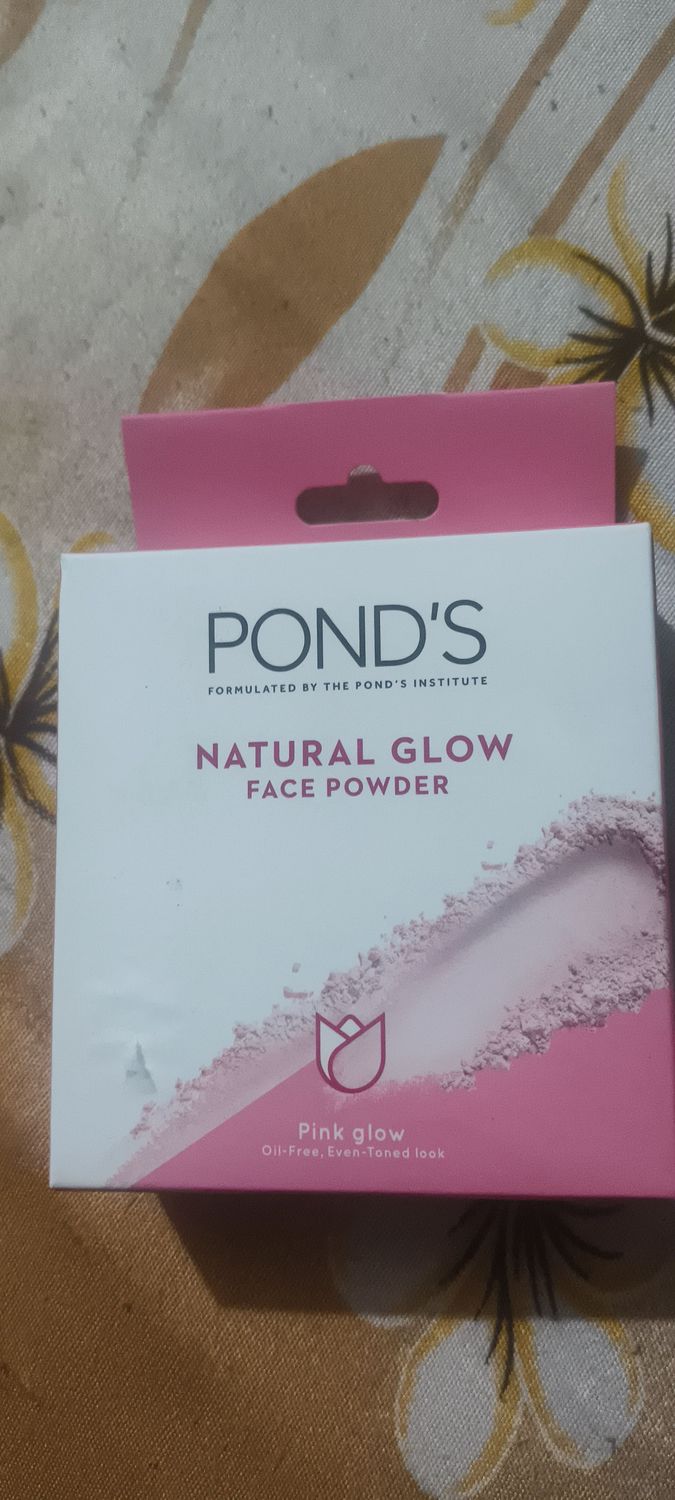 POND'S
FORMULATED BY THE POND'S INSTITUTE
NATURAL GLOW
FACE POWDER
Pink glow
Oil-Free, Even-Toned look